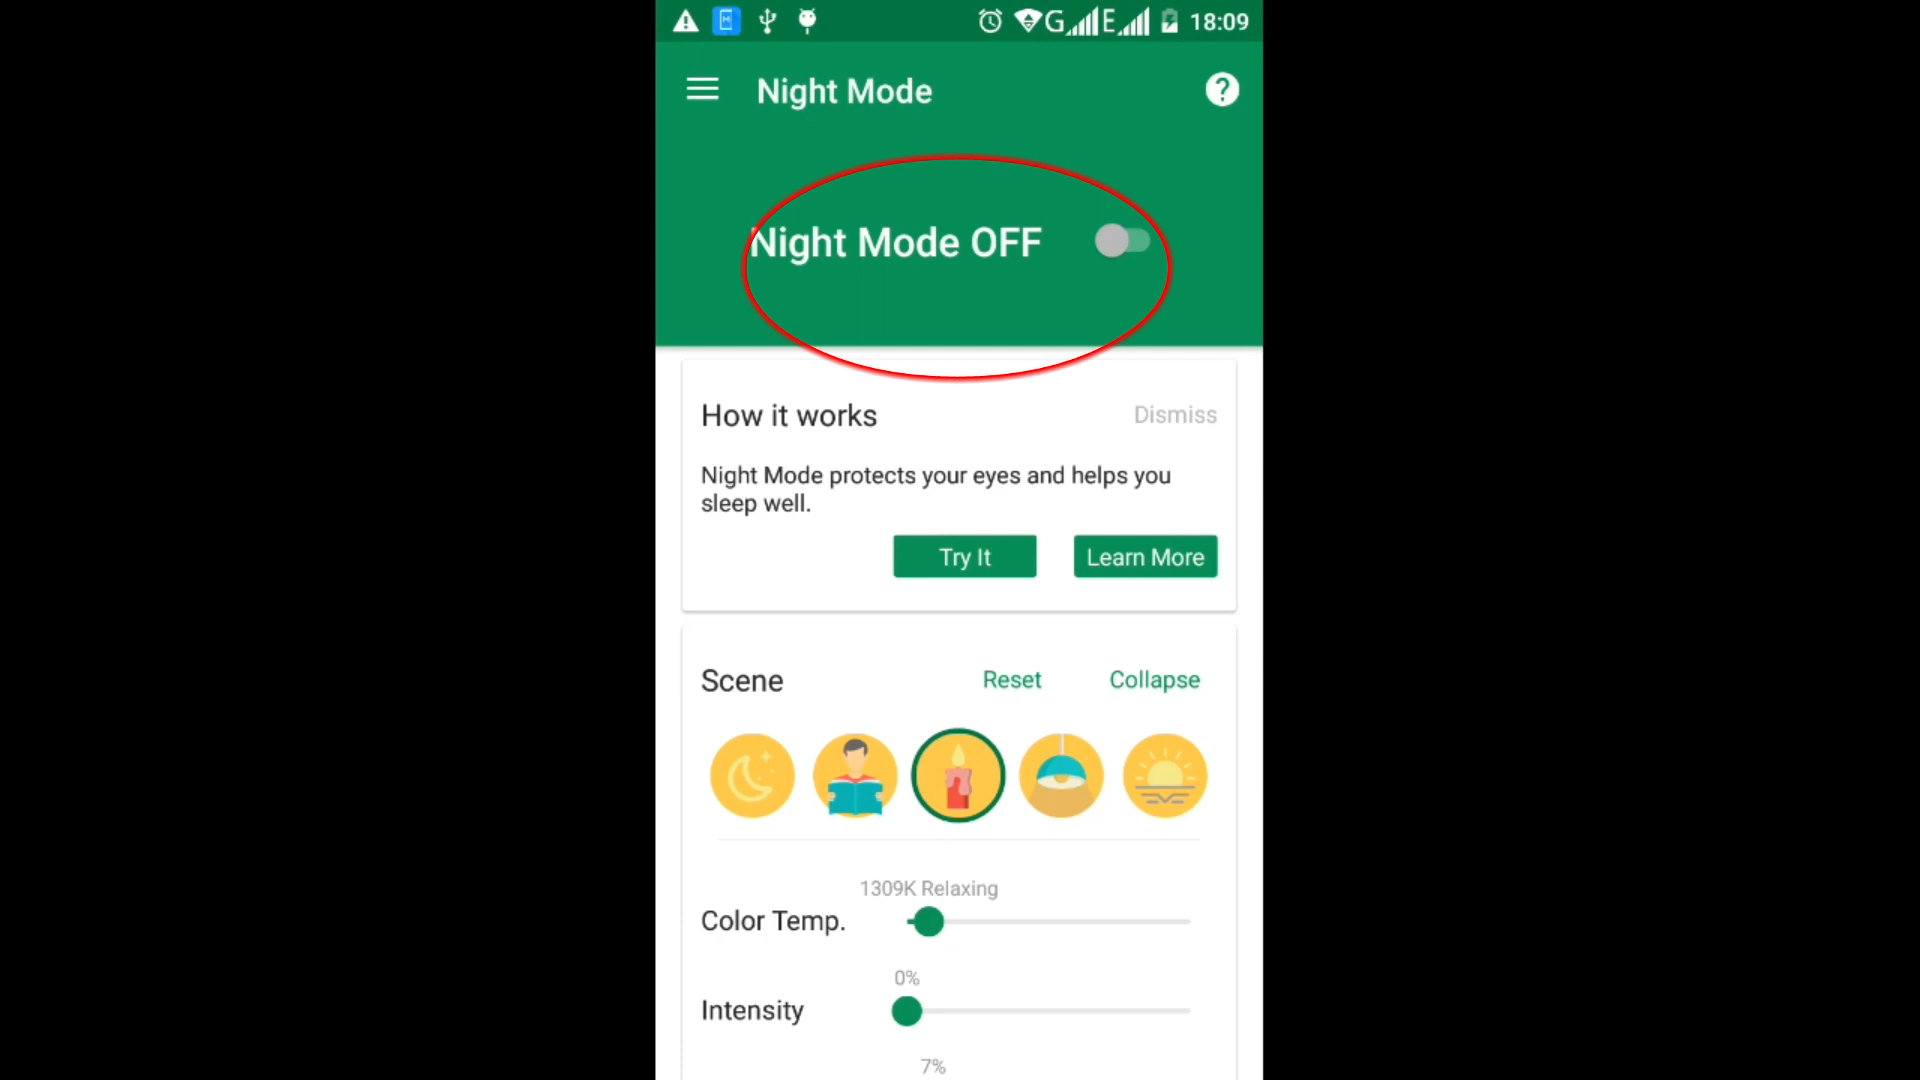 G E 18:09
Night Mode
Night Mode OFF
How it works Dismiss
Night Mode protects your eyes and helps you
sleep well.
Try It Learn More
Scene Reset Collapse
1309K Relaxing
Color Temp.
0%
Intensity
7%